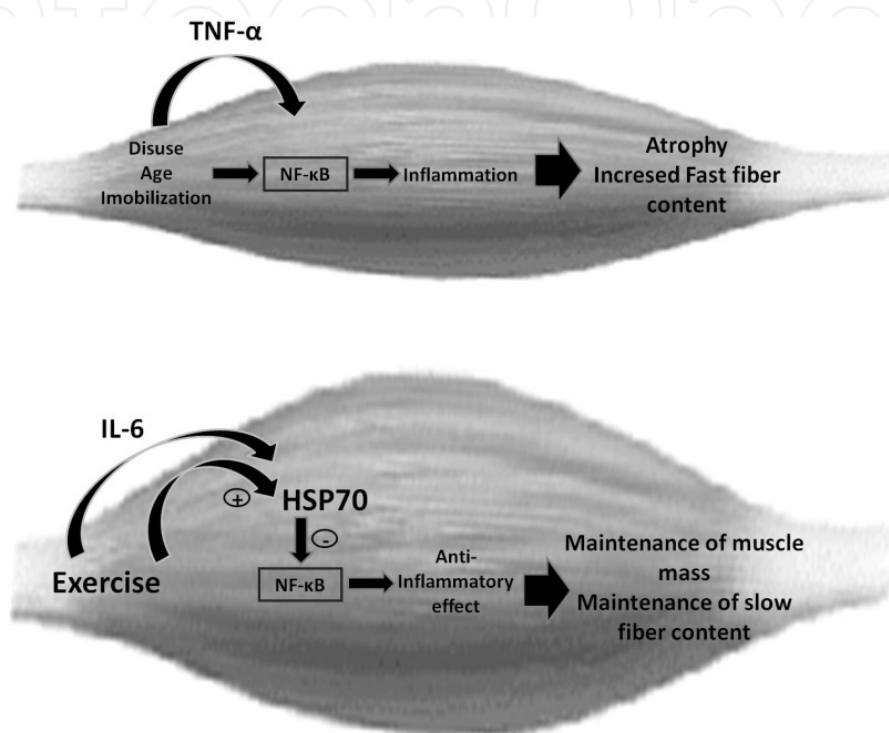 TNF-α
Disuse
Age
Imobilization
NF-κB
Inflammation
Atrophy
Incresed Fast fiber
content
IL-6
+
HSP70
-
Exercise
NF-κB
Anti-
Inflammatory
effect
Maintenance of muscle
mass
Maintenance of slow
fiber content